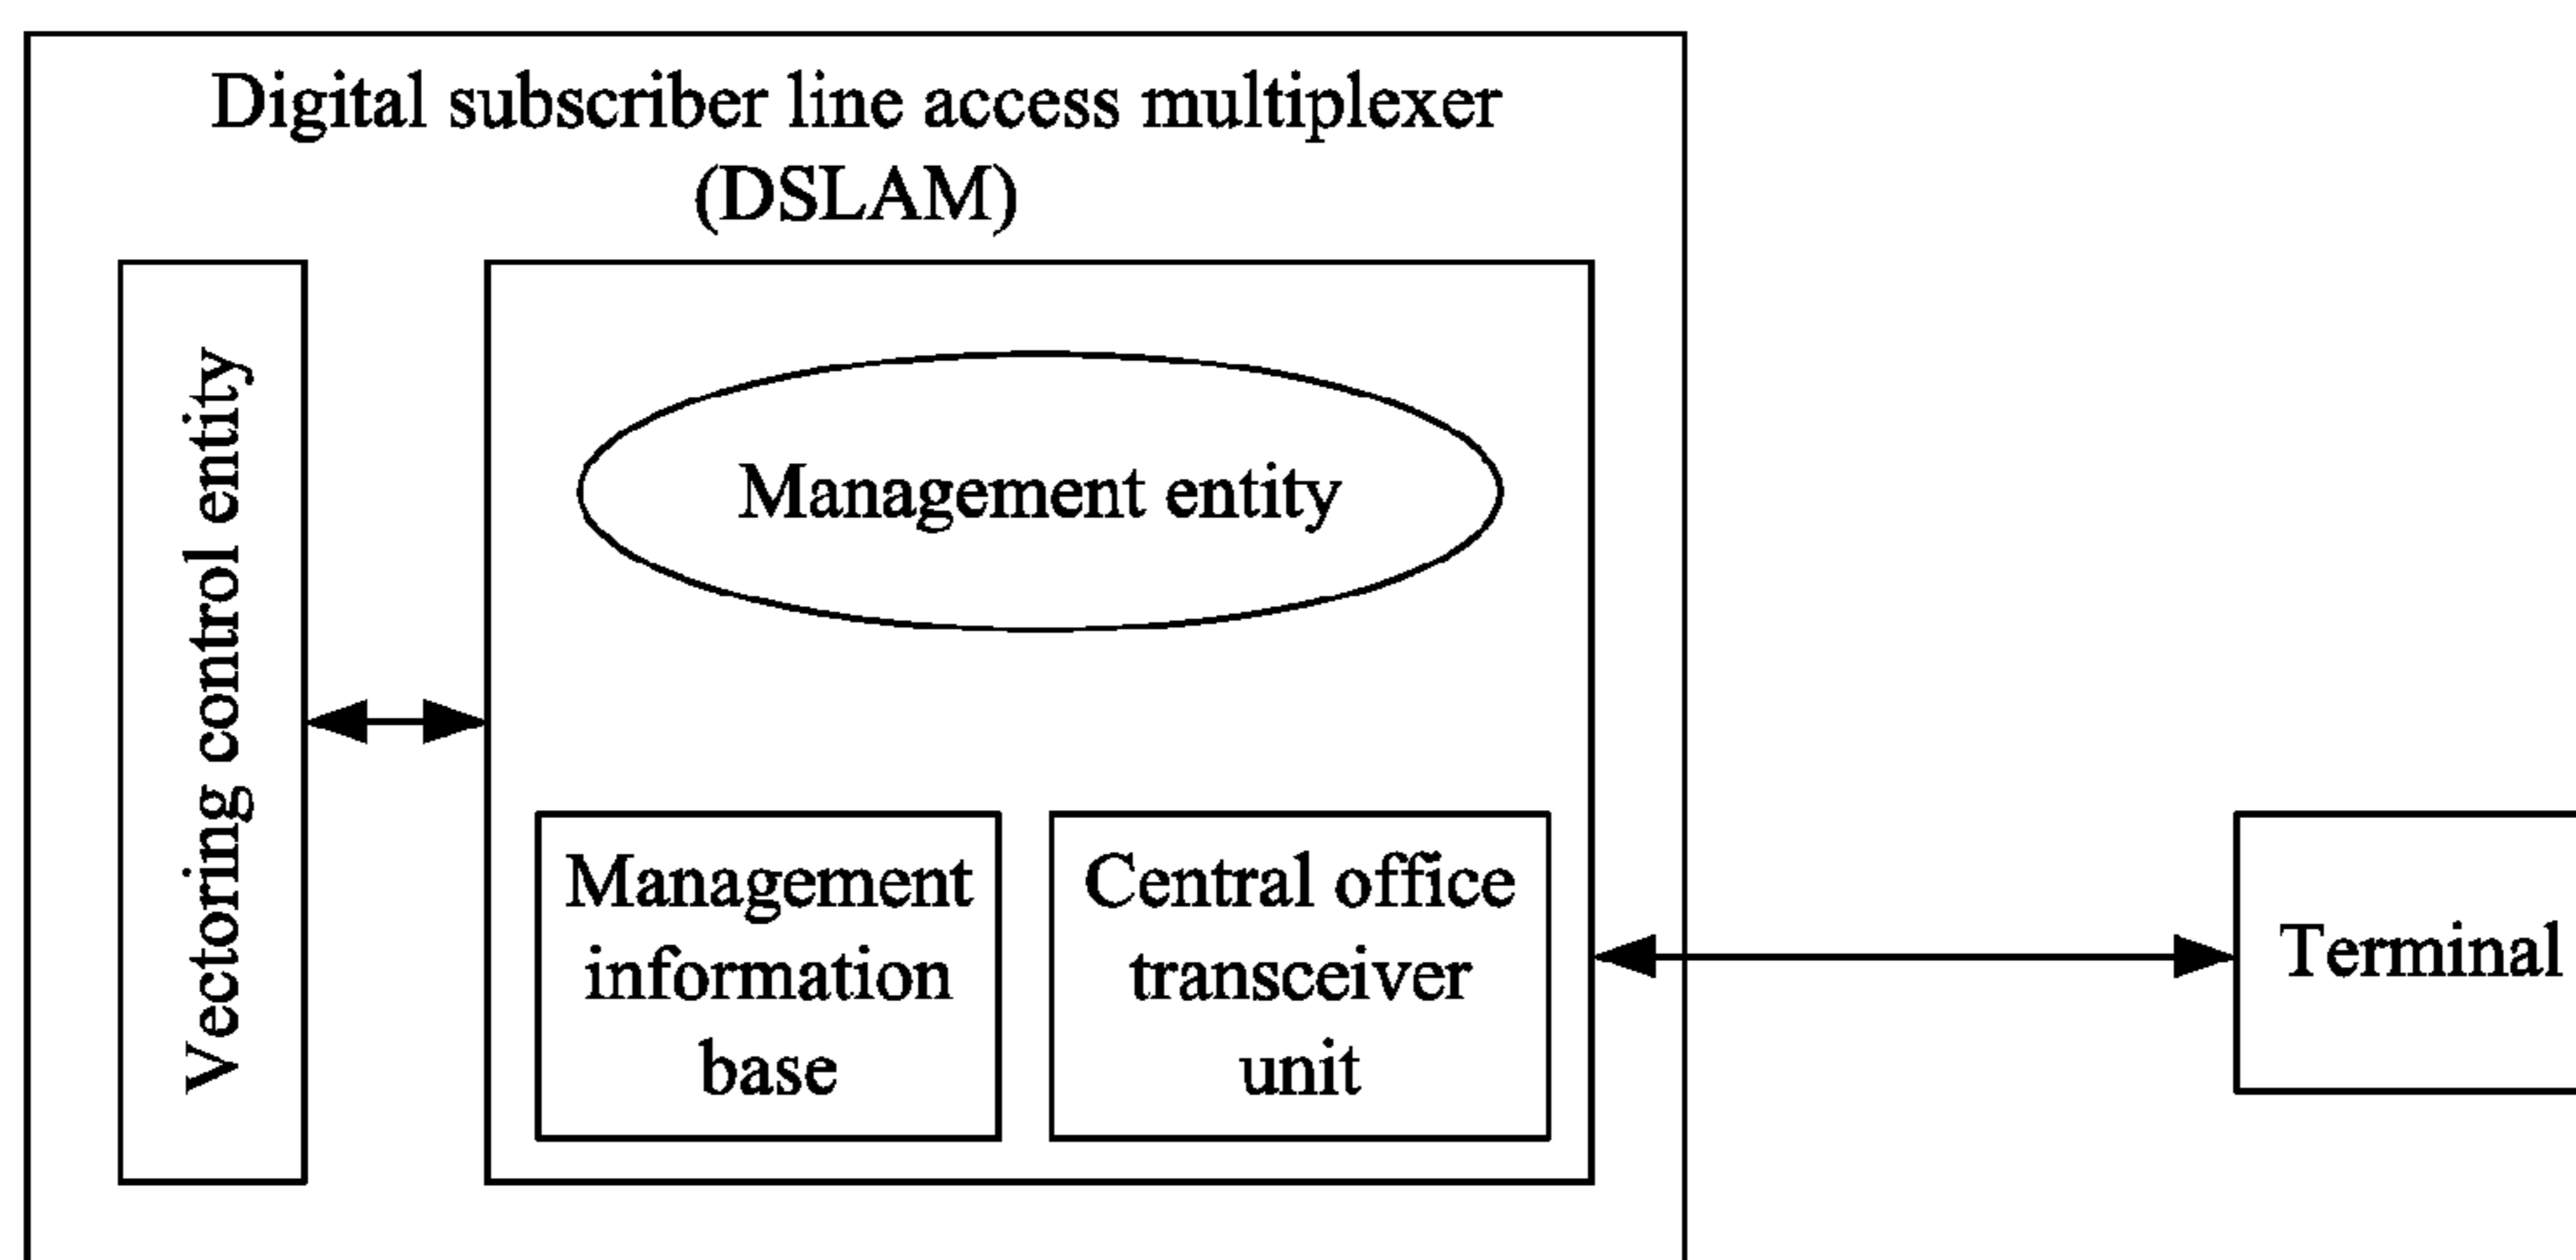 Digital subscriber line access multiplexer
(DSLAM)
Vectoring control entity
Management entity
Management
information
base
Central office
transceiver
unit
Terminal